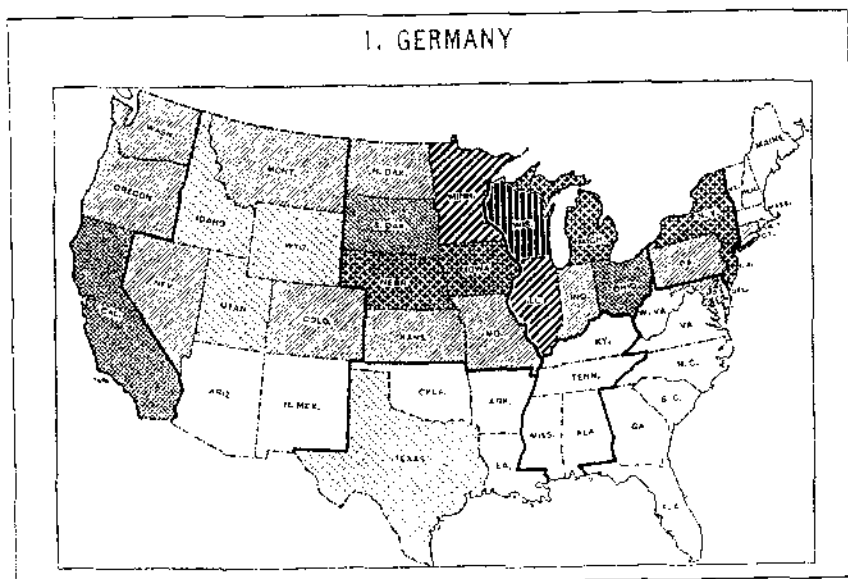 1. GERMANY
WASH.
MAINE
MONT.
N. DAK.
MINN.
OREGON
IDAHO
S. DAK.
WIS.
MASS.
WYO.
IOWA
NEBR.
PA.
NEV.
UTAH
OHIO
IND.
ILL.
CALIF.
COLO.
W. VA.
VA.
KANS.
MO.
KY.
N. C.
TENN.
ARIZ.
N. MEX.
OKLA.
ARK.
S. C.
MISS.
ALA.
GA.
TEXAS
LA.